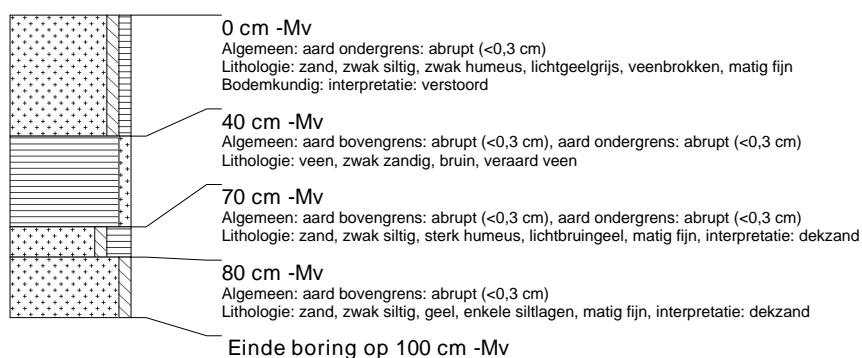 0 cm -Mv
Algemeen: aard ondergrens: abrupt (<0,3 cm)
Lithologie: zand, zwak siltig, zwak humeus, lichtgeelgrijs, veenbrokken, matig fijn
Bodemkundig: interpretatie: verstoord
40 cm -Mv
Algemeen: aard bovengrens: abrupt (<0,3 cm), aard ondergrens: abrupt (<0,3 cm)
Lithologie: veen, zwak zandig, bruin, veraard veen
70 cm -Mv
Algemeen: aard bovengrens: abrupt (<0,3 cm), aard ondergrens: abrupt (<0,3 cm)
Lithologie: zand, zwak siltig, sterk humeus, lichtbruingeel, matig fijn, interpretatie: dekzand
80 cm -Mv
Algemeen: aard bovengrens: abrupt (<0,3 cm)
Lithologie: zand, zwak siltig, geel, enkele siltlagen, matig fijn, interpretatie: dekzand
Einde boring op 100 cm -Mv